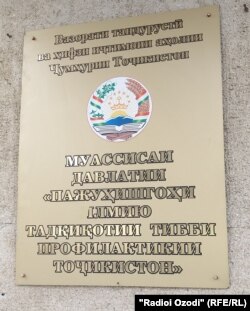 Вазорати тандурустӣ
ва ҳифзи иҷтимоии аҳолии
Ҷумҳурии Тоҷикистон
МУАССИСАИ
ДАВЛАТИИ
«ПАЖУҲИШГОҲИ
ИЛМИЮ
ТАДҚИҚОТИИ ТИББИ
ПРОФИЛАКТИКИИ
ТОҶИКИСТОН»
"Radioi Ozodi" (RFE/RL)